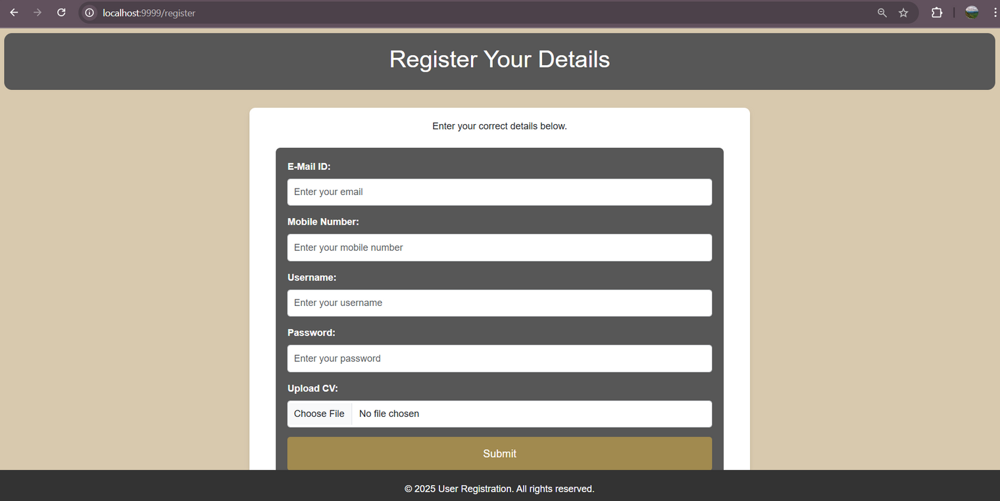 localhost:9999/register
Register Your Details
Enter your correct details below.
E-Mail ID:
Enter your email
Mobile Number:
Enter your mobile number
Username:
Enter your username
Password:
Enter your password
Upload CV:
Choose File No file chosen
Submit
© 2025 User Registration. All rights reserved.